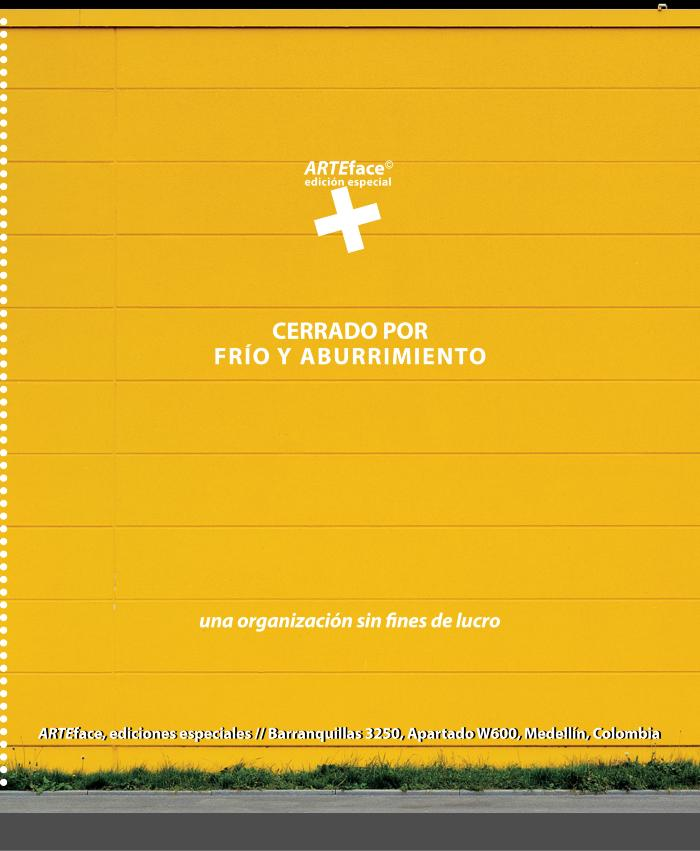 ARTEface©
edición especial
CERRADO POR
FRÍO Y ABURRIMIENTO
una organización sin fines de lucro
ARTEface, ediciones especiales // Barranquillas 3250, Apartado W600, Medellín, Colombia